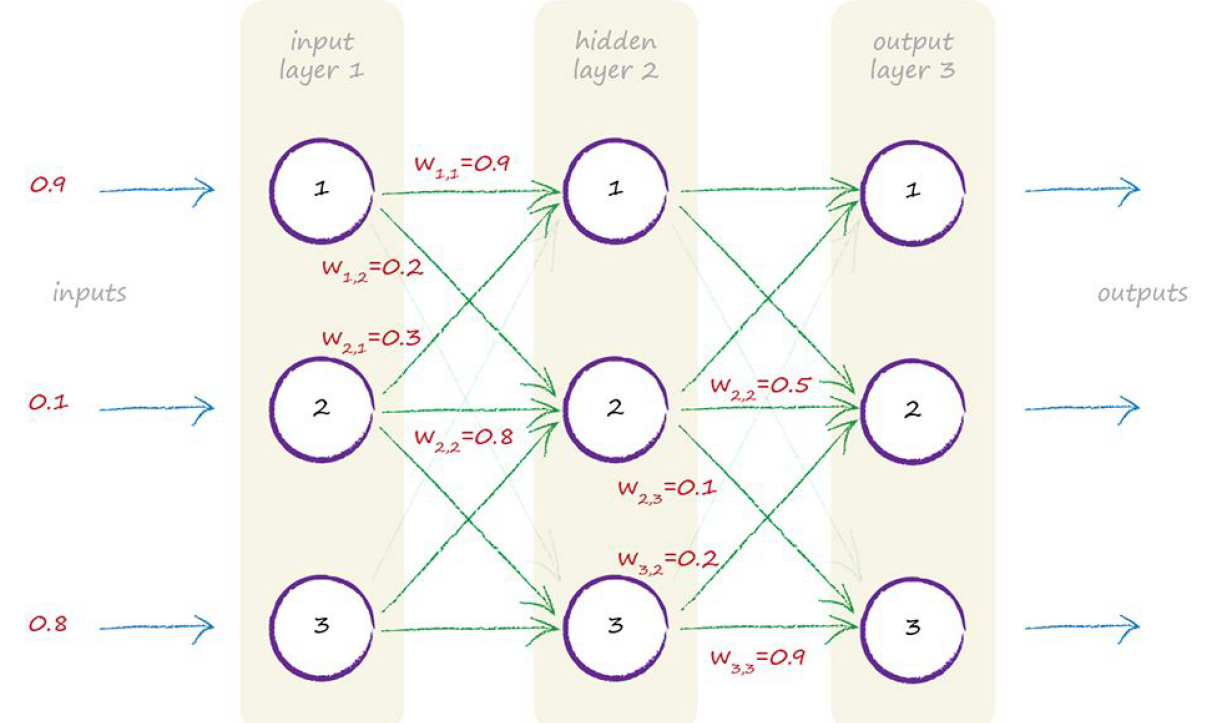 input
layer 1
hidden
layer 2
output
layer 3
0.9
1
w1,1=0.9
1
1
w1,2=0.2
inputs
outputs
w2,1=0.3
0.1
2
w2,2=0.8
2
w2,2=0.5
2
w2,3=0.1
w3,2=0.2
0.8
3
3
w3,3=0.9
3